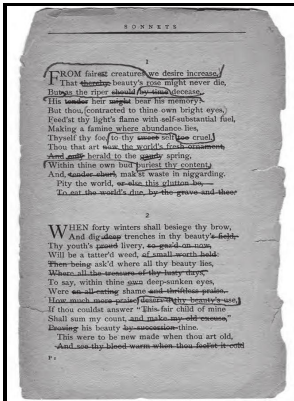 SONNETS
1
FROM fairest creatures we desire increase,
That thereby beauty's rose might never die,
But as the riper should by time decease,
His tender heir might bear his memory:
But thou, contracted to thine own bright eyes,
Feed'st thy light's flame with self-substantial fuel,
Making a famine where abundance lies,
Thyself thy foe, to thy sweet self too cruel,
Thou that art now the world's fresh ornament,
And only herald to the gaudy spring,
Within thine own bud buriest thy content,
And, tender churl, mak'st waste in niggarding.
Pity the world, or else this glutton be,
To eat the world's due, by the grave and thee.
2
WHEN forty winters shall besiege thy brow,
And dig deep trenches in thy beauty's field,
Thy youth's proud livery, so gaz'd on now,
Will be a tatter'd weed, of small worth held:
Then being ask'd where all thy beauty lies,
Where all the treasure of thy lusty days,
To say, within thine own deep-sunken eyes,
Were an all-eating shame and thriftless praise.
How much more praise deserv'd thy beauty's use,
If thou couldst answer "This fair child of mine
Shall sum my count, and make my old excuse,"
Proving his beauty by succession thine.
This were to be new made when thou art old,
And see thy blood warm when thou feel'st it cold